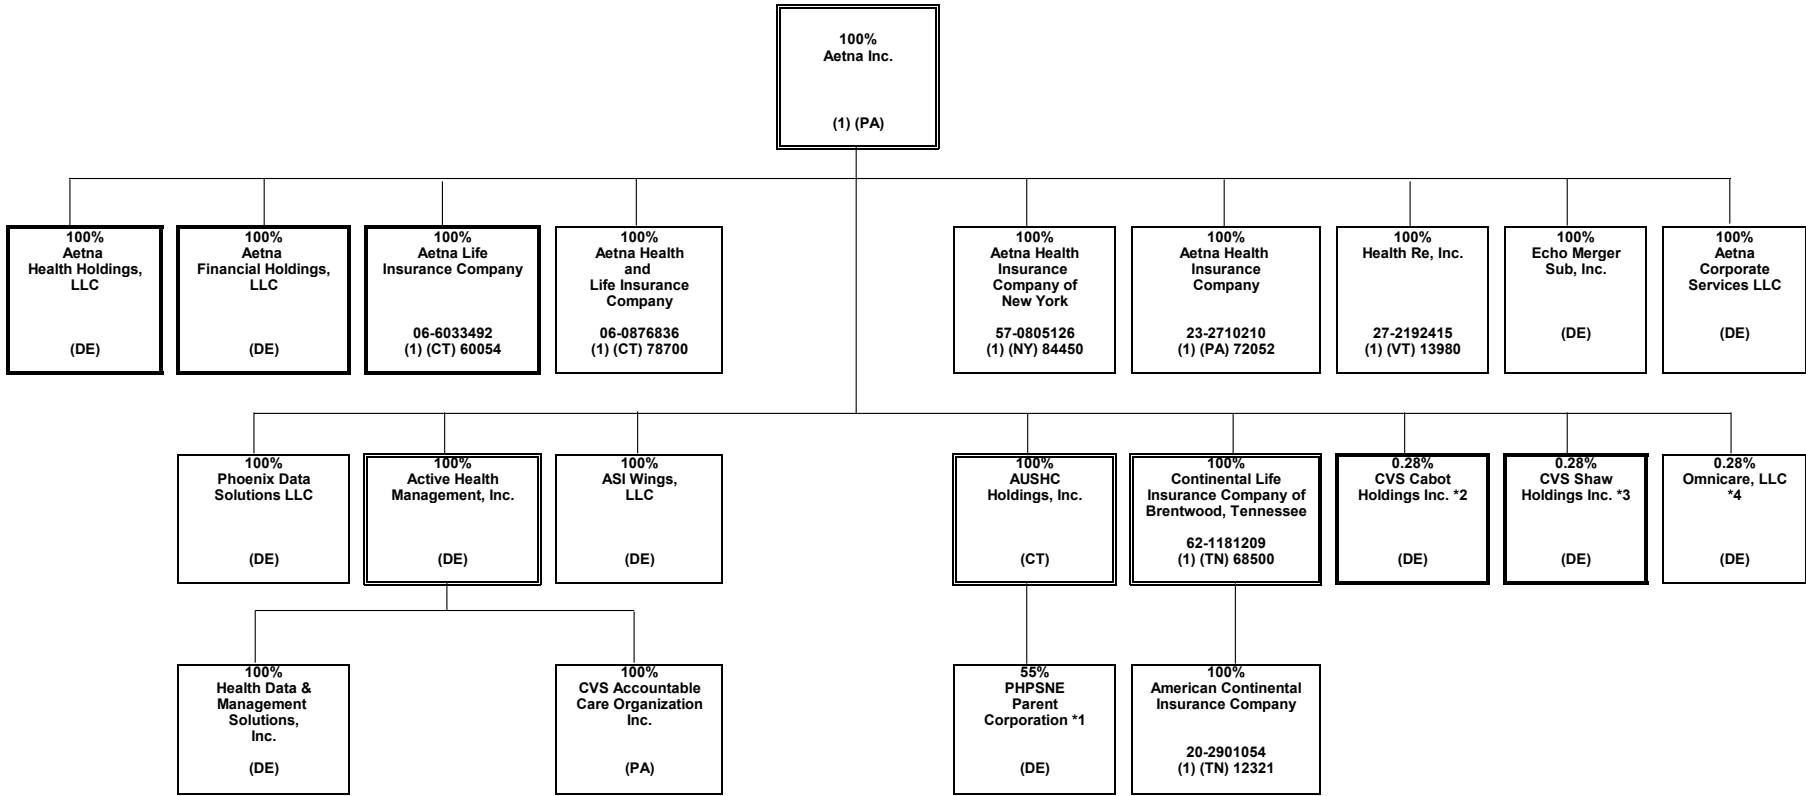 100%
Aetna Inc.
(1) (PA)
100%
Aetna
Health Holdings,
LLC
(DE)
100%
Aetna
Financial Holdings,
LLC
(DE)
100%
Aetna Life
Insurance Company
06-6033492
(1) (CT) 60054
100%
Aetna Health
and
Life Insurance
Company
06-0876836
(1) (CT) 78700
100%
Aetna Health
Insurance
Company of
New York
57-0805126
(1) (NY) 84450
100%
Aetna Health
Insurance
Company
23-2710210
(1) (PA) 72052
100%
Health Re, Inc.
27-2192415
(1) (VT) 13980
100%
Echo Merger
Sub, Inc.
(DE)
100%
Aetna
Corporate
Services LLC
(DE)
100%
Phoenix Data
Solutions LLC
(DE)
100%
Active Health
Management, Inc.
(DE)
100%
ASI Wings,
LLC
(DE)
100%
AUSHC
Holdings, Inc.
(CT)
100%
Continental Life
Insurance Company of
Brentwood, Tennessee
62-1181209
(1) (TN) 68500
0.28%
CVS Cabot
Holdings Inc. *2
(DE)
0.28%
CVS Shaw
Holdings Inc. *3
(DE)
0.28%
Omnicare, LLC
*4
(DE)
100%
Health Data &
Management
Solutions,
Inc.
(DE)
100%
CVS Accountable
Care Organization
Inc.
(PA)
55%
PHPSNE
Parent
Corporation *1
(DE)
100%
American Continental
Insurance Company
20-2901054
(1) (TN) 12321